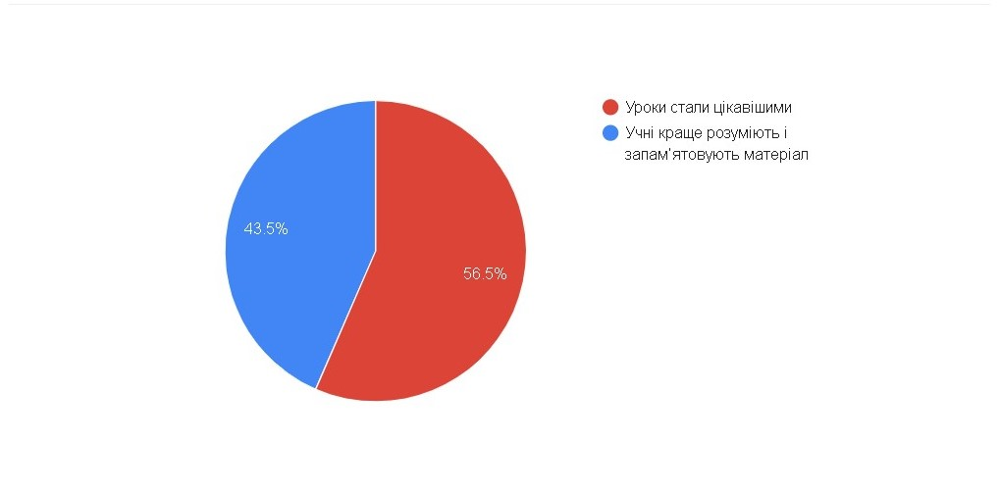 Уроки стали цікавішими
Учні краще розуміють і
запам'ятовують матеріал
43.5%
56.5%